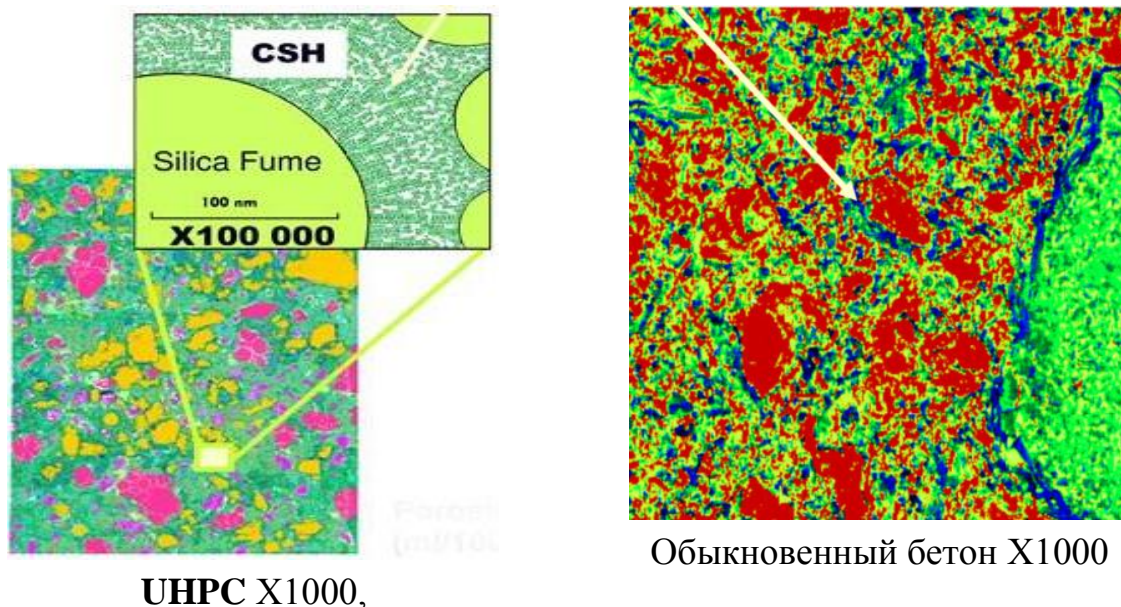 CSH
Silica Fume
100 nm
X100 000
UHPC X1000,
Обыкновенный бетон X1000